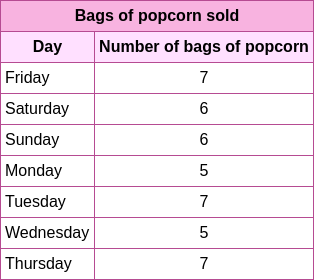 Bags of popcorn sold
Day Number of bags of popcorn
Friday 7
Saturday 6
Sunday 6
Monday 5
Tuesday 7
Wednesday 5
Thursday 7